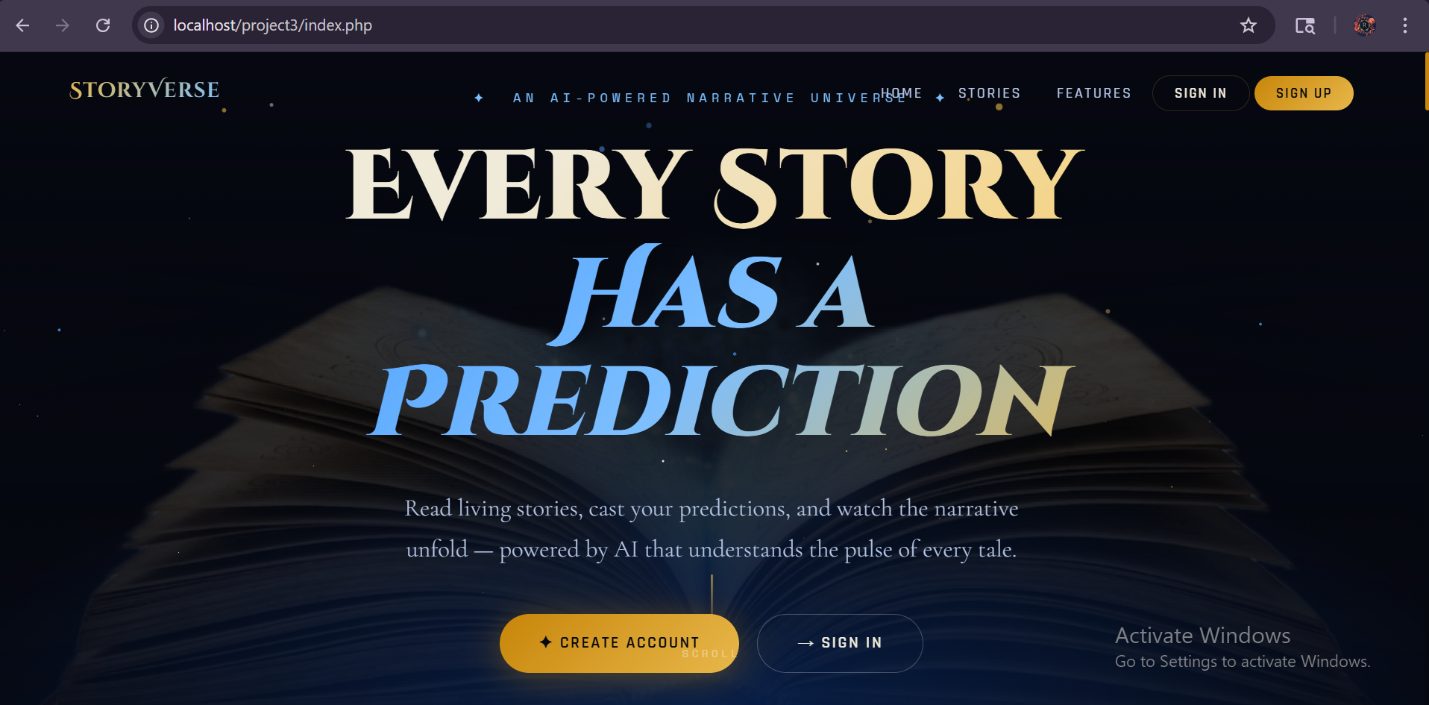 localhost/project3/index.php
STORYVERSE
HOME STORIES FEATURES SIGN IN SIGN UP
✦ AN AI-POWERED NARRATIVE UNIVERSE ✦
EVERY STORY
HAS A
PREDICTION
Read living stories, cast your predictions, and watch the narrative
unfold — powered by AI that understands the pulse of every tale.
✦ CREATE ACCOUNT → SIGN IN
SCROLL
Activate Windows
Go to Settings to activate Windows.